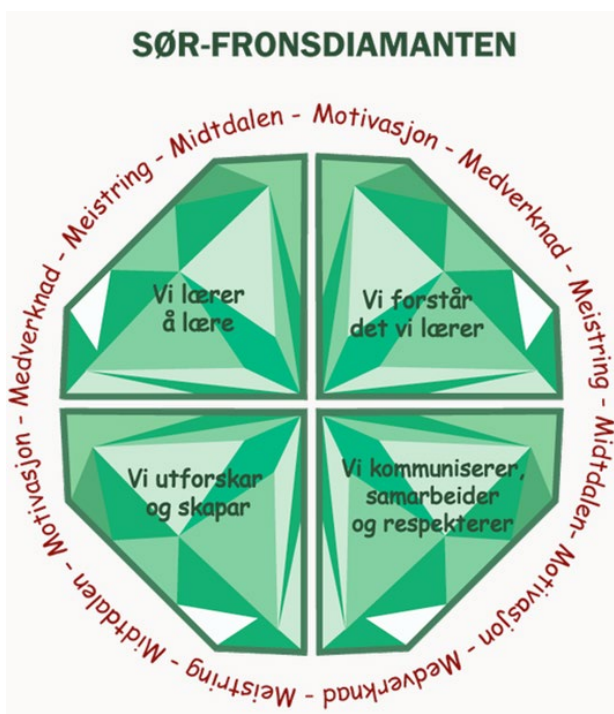 SØR-FRONSDIAMANTEN
Motivasjon - Medverknad - Meistring - Midtdalen- Motivasjon - Medverknad - Meistring - Midtdalen - Motivasjon - Medverknad - Meistring - Midtdalen -
Vi lærer
å lære
Vi forstår
det vi lærer
Vi utforskar
og skapar
Vi kommuniserer,
samarbeider
og respekterer